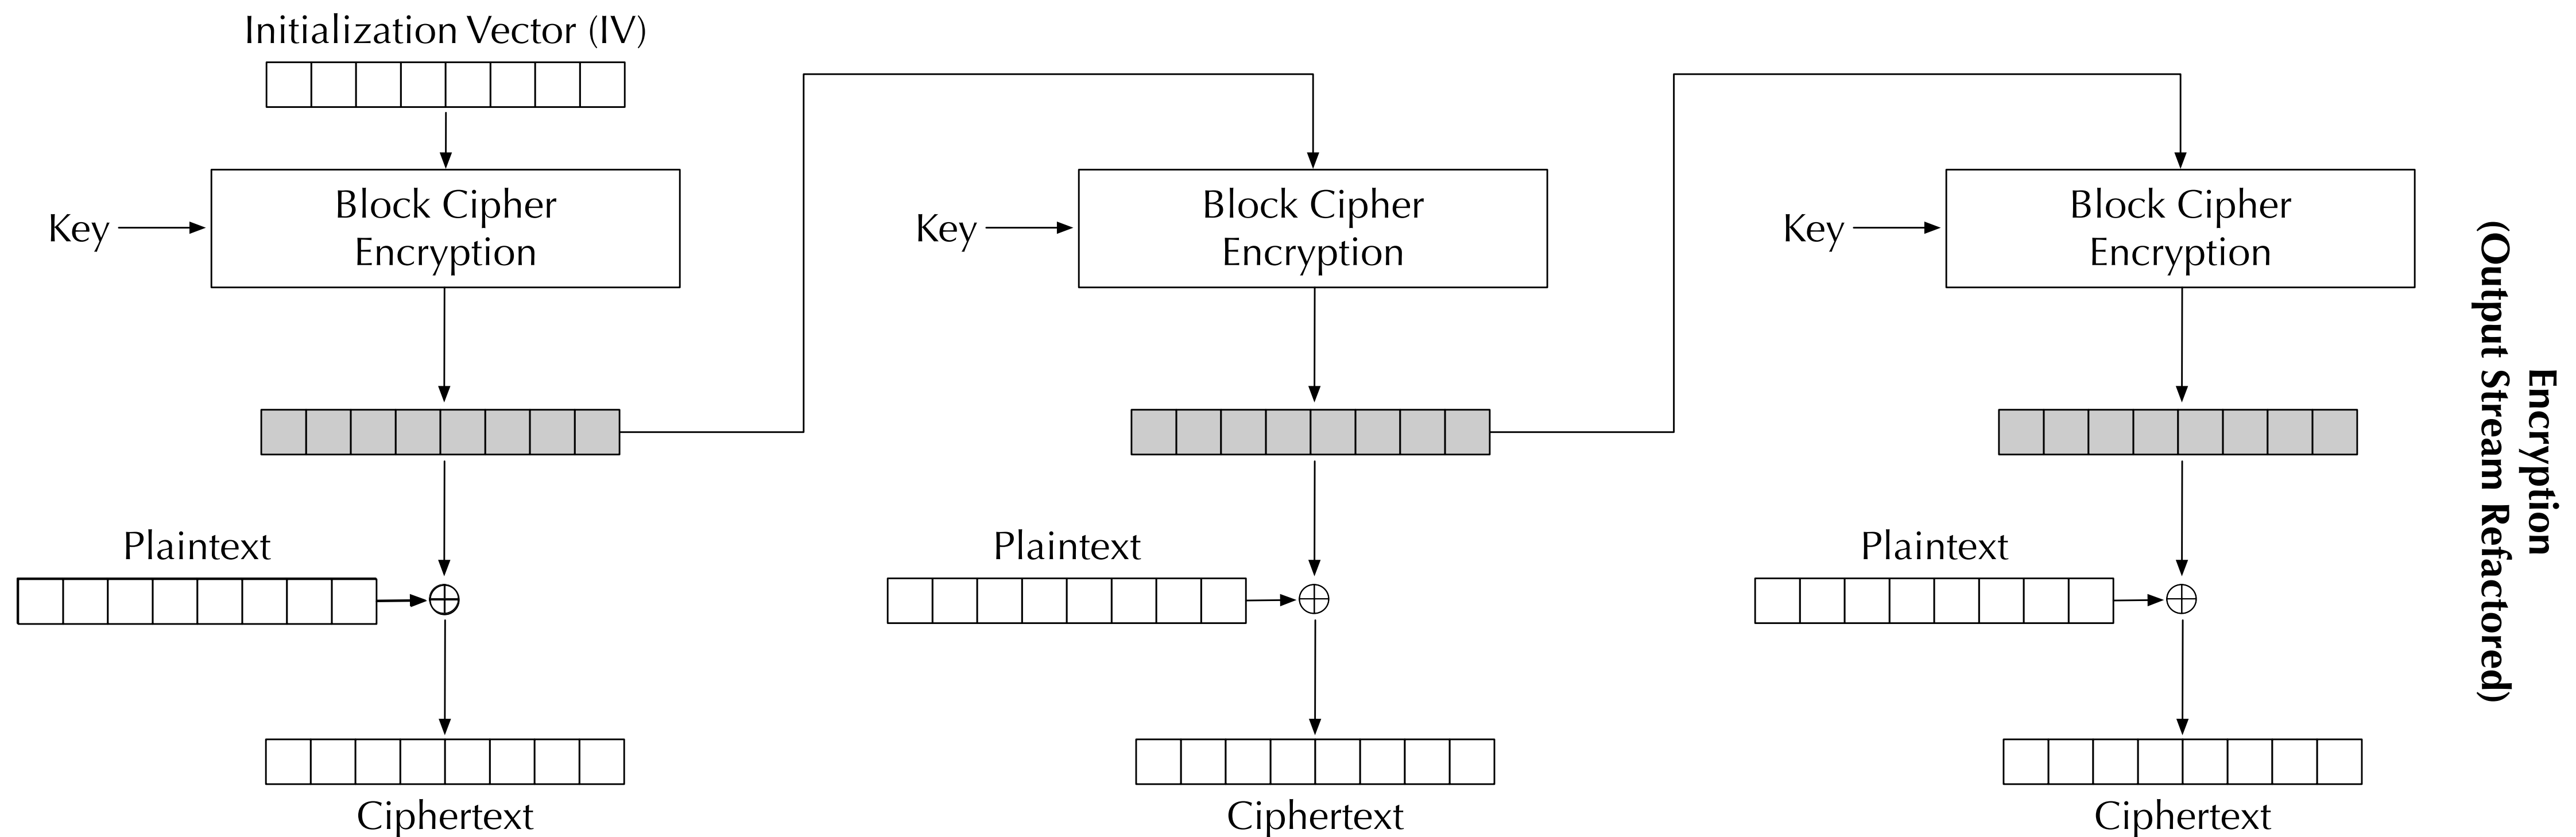 Initialization Vector (IV)
Key
Block Cipher
Encryption
Key
Block Cipher
Encryption
Key
Block Cipher
Encryption
Plaintext
Plaintext
Plaintext
Ciphertext
Ciphertext
Ciphertext
Encryption
(Output Stream Refactored)